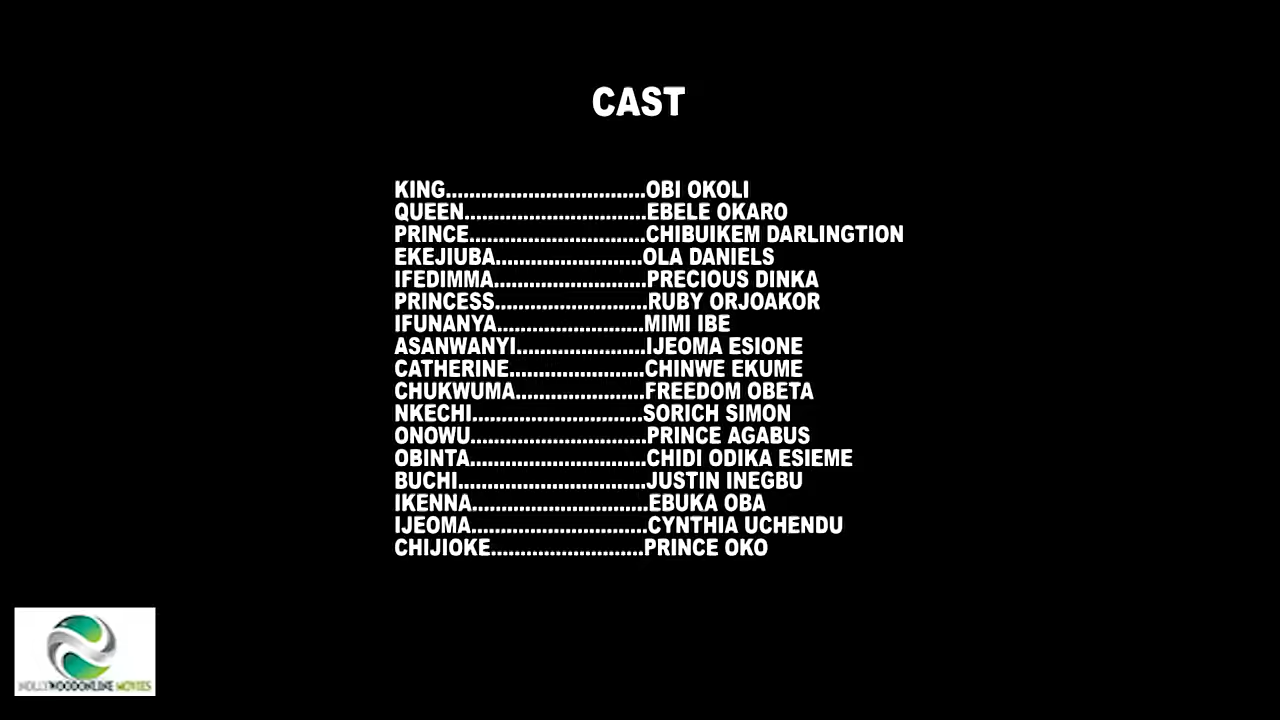 CAST
KING..................................OBI OKOLI
QUEEN...............................EBELE OKARO
PRINCE..............................CHIBUIKEM DARLINGTION
EKEJIUBA.........................OLA DANIELS
IFEDIMMA..........................PRECIOUS DINKA
PRINCESS..........................RUBY ORJOAKOR
IFUNANYA.........................MIMI IBE
ASANWANYI......................IJEOMA ESIONE
CATHERINE.......................CHINWE EKUME
CHUKWUMA......................FREEDOM OBETA
NKECHI.............................SORICH SIMON
ONOWU..............................PRINCE AGABUS
OBINTA..............................CHIDI ODIKA ESIEME
BUCHI................................JUSTIN INEGBU
IKENNA..............................EBUKA OBA
IJEOMA..............................CYNTHIA UCHENDU
CHIJIOKE..........................PRINCE OKO
NOLLYWOODONLINE MOVIES